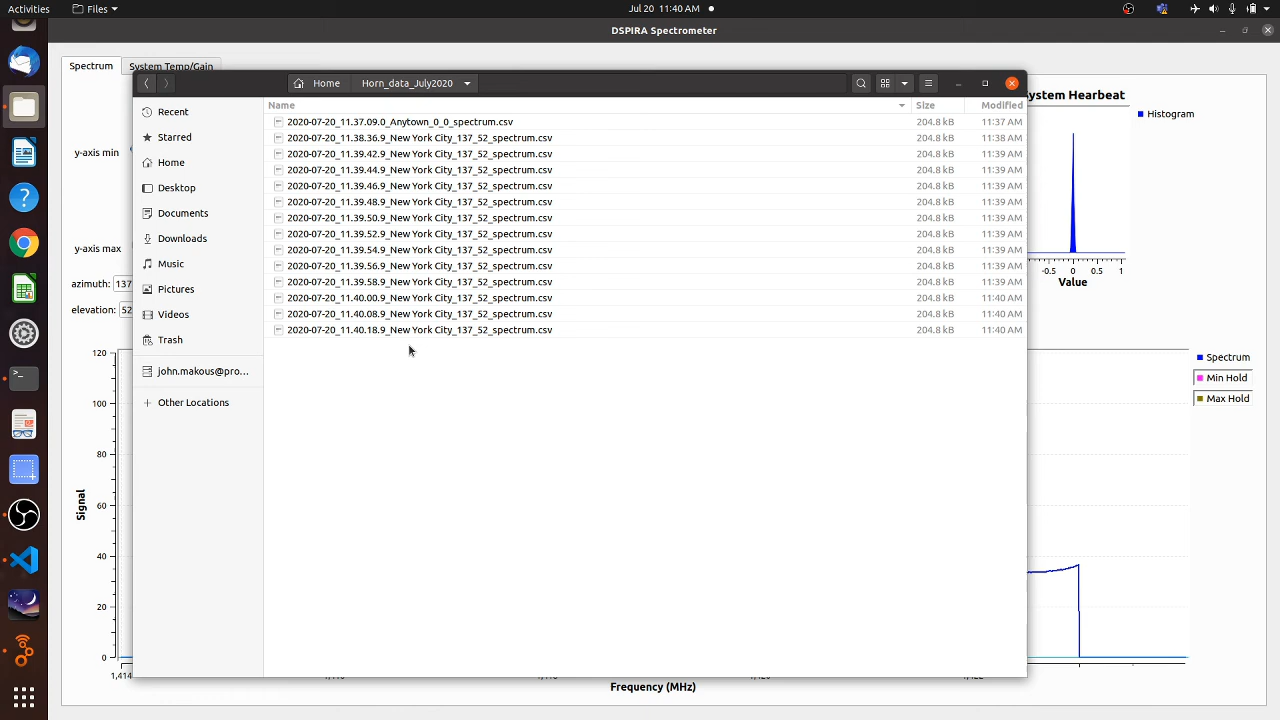 Activities
Files
Jul 20 11:40 AM
DSPIRA Spectrometer
Spectrum
System Temp/Gain
Home
Horn_data_July2020
Name
Size
Modified
Recent
Starred
Home
Desktop
Documents
Downloads
Music
Pictures
Videos
Trash
john.makous@pro...
Other Locations
2020-07-20_11.37.09.0_Anytown_0_0_spectrum.csv 204.8 kB 11:37 AM
2020-07-20_11.38.36.9_New York City_137_52_spectrum.csv 204.8 kB 11:38 AM
2020-07-20_11.39.42.9_New York City_137_52_spectrum.csv 204.8 kB 11:39 AM
2020-07-20_11.39.44.9_New York City_137_52_spectrum.csv 204.8 kB 11:39 AM
2020-07-20_11.39.46.9_New York City_137_52_spectrum.csv 204.8 kB 11:39 AM
2020-07-20_11.39.48.9_New York City_137_52_spectrum.csv 204.8 kB 11:39 AM
2020-07-20_11.39.50.9_New York City_137_52_spectrum.csv 204.8 kB 11:39 AM
2020-07-20_11.39.52.9_New York City_137_52_spectrum.csv 204.8 kB 11:39 AM
2020-07-20_11.39.54.9_New York City_137_52_spectrum.csv 204.8 kB 11:39 AM
2020-07-20_11.39.56.9_New York City_137_52_spectrum.csv 204.8 kB 11:39 AM
2020-07-20_11.39.58.9_New York City_137_52_spectrum.csv 204.8 kB 11:39 AM
2020-07-20_11.40.00.9_New York City_137_52_spectrum.csv 204.8 kB 11:40 AM
2020-07-20_11.40.08.9_New York City_137_52_spectrum.csv 204.8 kB 11:40 AM
2020-07-20_11.40.18.9_New York City_137_52_spectrum.csv 204.8 kB 11:40 AM
y-axis min
y-axis max
azimuth: 137
elevation: 52
ystem Hearbeat
Histogram
-0.5 0 0.5 1
Value
120
100
80
60
40
20
0
Signal
Spectrum
Min Hold
Max Hold
Frequency (MHz)